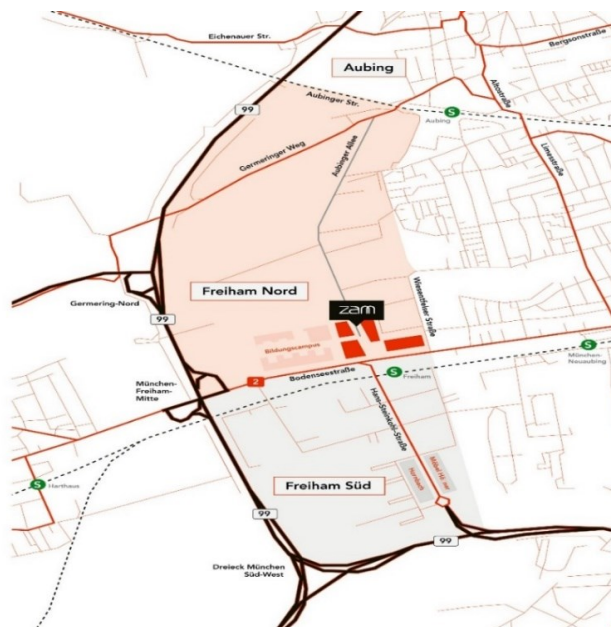 Eichenauer Str.
Bergsonstraße
Aubing
99
Aubinger Str.
Altostraße
S
Aubing
Germeringer Weg
Aubinger Allee
Limesstraße
Freiham Nord
Wiesentfelser Straße
Germering-Nord
zam
99
Bildungscampus
S
München-
Neuaubing
München-
Freiham-
Mitte
2
Bodenseestraße
S
Freiham
Hans-Steinkohl-Straße
S
Harthaus
Freiham Süd
Hornbach
99
99
Dreieck München
Süd-West